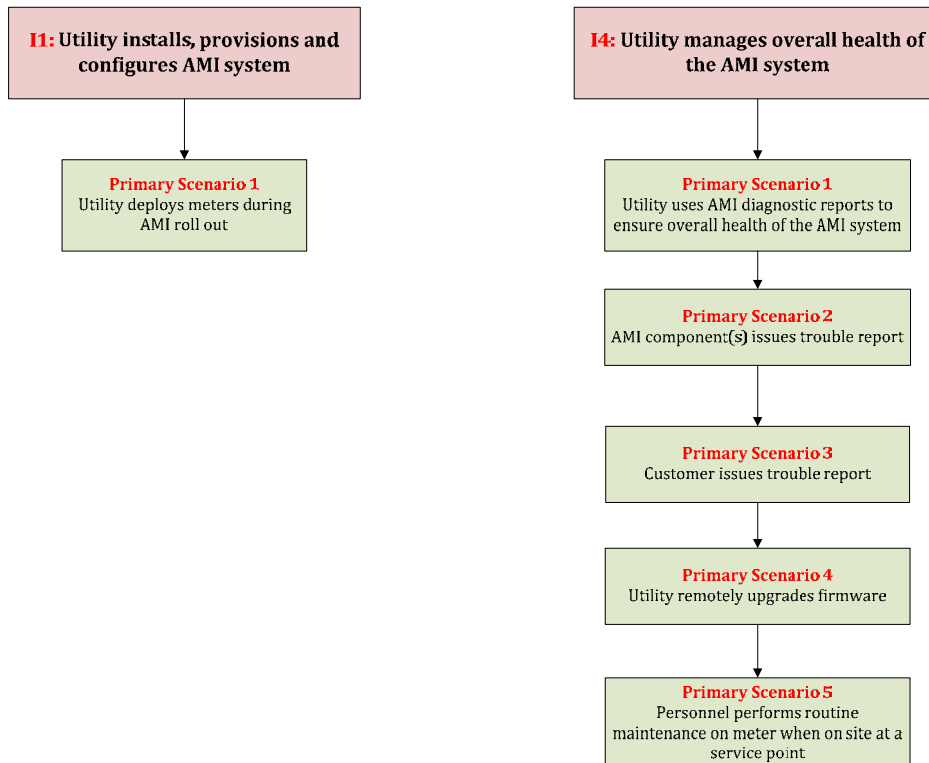 I1: Utility installs, provisions and
configures AMI system
Primary Scenario 1
Utility deploys meters during
AMI roll out
I4: Utility manages overall health of
the AMI system
Primary Scenario 1
Utility uses AMI diagnostic reports to
ensure overall health of the AMI system
Primary Scenario 2
AMI component(s) issues trouble report
Primary Scenario 3
Customer issues trouble report
Primary Scenario 4
Utility remotely upgrades firmware
Primary Scenario 5
Personnel performs routine
maintenance on meter when on site at a
service point